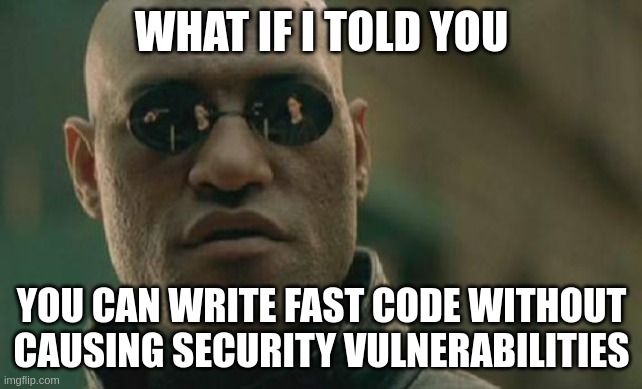 WHAT IF I TOLD YOU
YOU CAN WRITE FAST CODE WITHOUT
CAUSING SECURITY VULNERABILITIES
imgflip.com